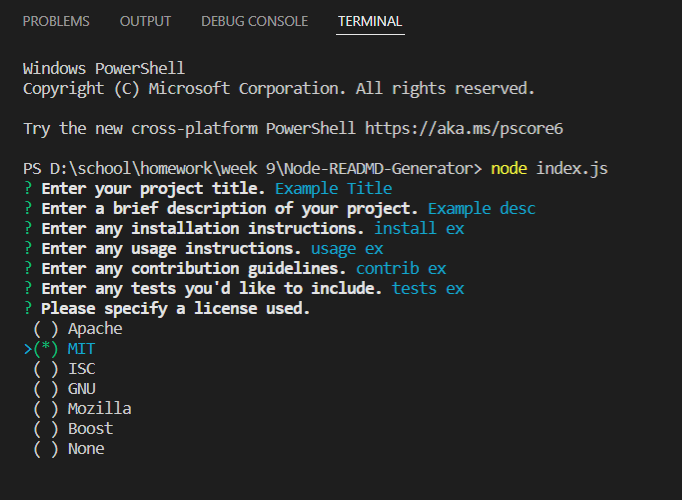 PROBLEMS OUTPUT DEBUG CONSOLE TERMINAL
Windows PowerShell
Copyright (C) Microsoft Corporation. All rights reserved.
Try the new cross-platform PowerShell https://aka.ms/pscore6
PS D:\school\homework\week 9\Node-READMD-Generator> node index.js
? Enter your project title. Example Title
? Enter a brief description of your project. Example desc
? Enter any installation instructions. install ex
? Enter any usage instructions. usage ex
? Enter any contribution guidelines. contrib ex
? Enter any tests you'd like to include. tests ex
? Please specify a license used.
( ) Apache
>(*) MIT
( ) ISC
( ) GNU
( ) Mozilla
( ) Boost
( ) None